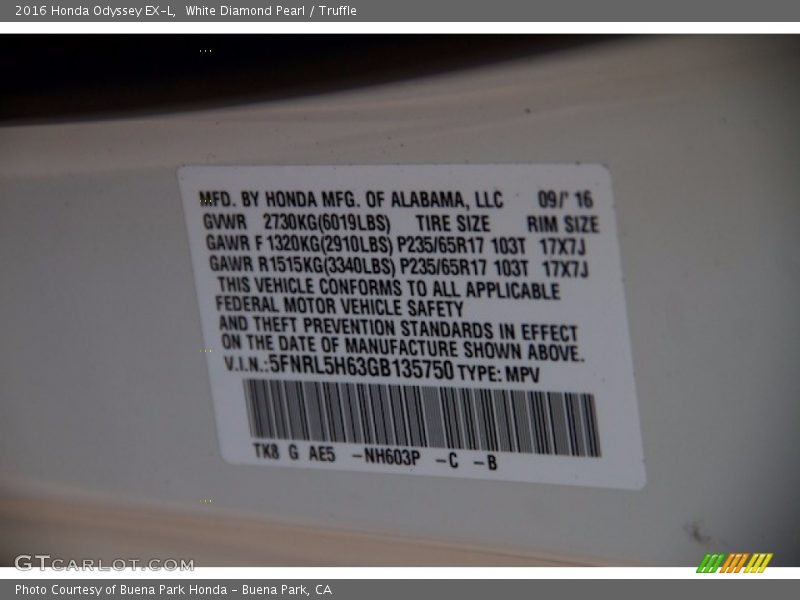 2016 Honda Odyssey EX-L,  White Diamond Pearl / Truffle
MFD. BY HONDA MFG. OF ALABAMA, LLC 09/' 16
GVWR 2730KG(6019LBS) TIRE SIZE RIM SIZE
GAWR F 1320KG(2910LBS) P235/65R17 103T 17X7J
GAWR R1515KG(3340LBS) P235/65R17 103T 17X7J
THIS VEHICLE CONFORMS TO ALL APPLICABLE
FEDERAL MOTOR VEHICLE SAFETY
AND THEFT PREVENTION STANDARDS IN EFFECT
ON THE DATE OF MANUFACTURE SHOWN ABOVE.
V.I.N.:5FNRL5H63GB135750 TYPE: MPV
TK8 G AE5 -NH603P -C -B
GTCARLOT.COM
Photo Courtesy of Buena Park Honda - Buena Park, CA